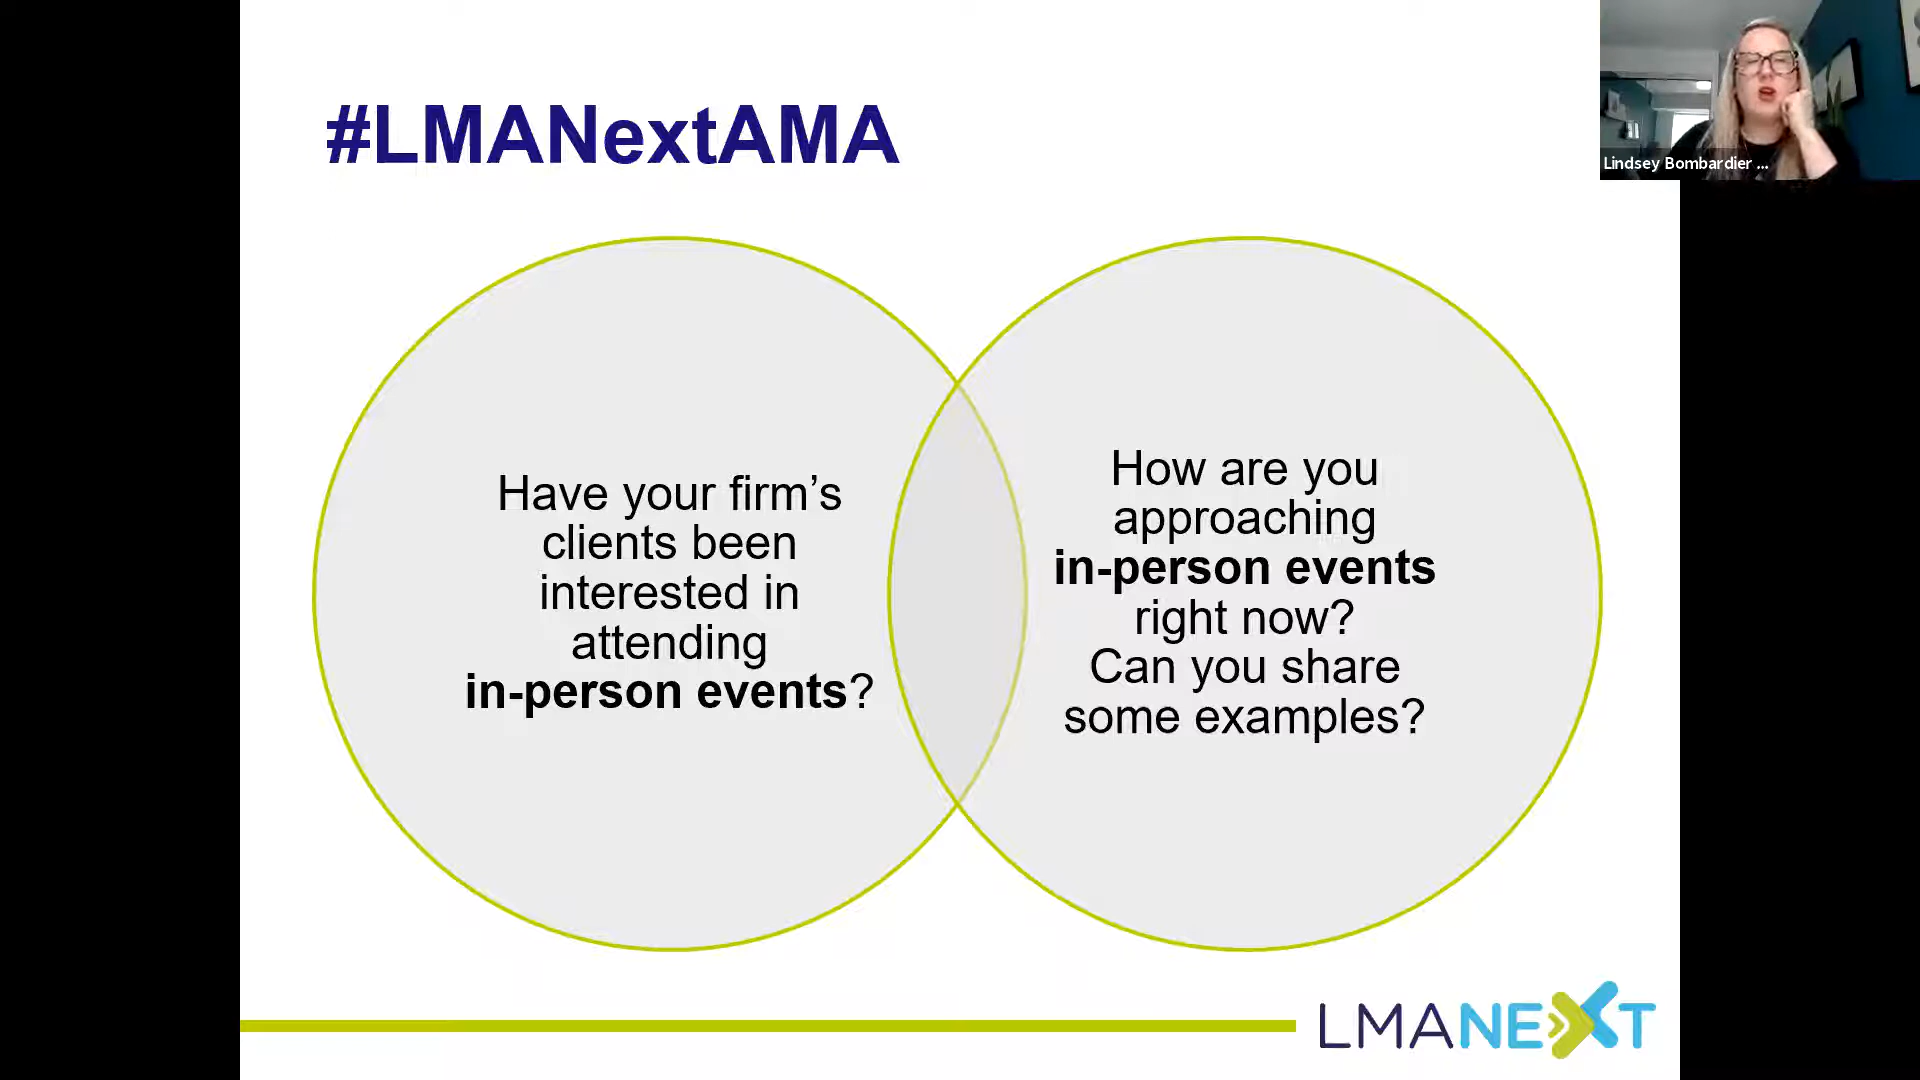 #LMANextAMA
Lindsey Bombardier ...
Have your firm’s
clients been
interested in
attending
in-person events?
How are you
approaching
in-person events
right now?
Can you share
some examples?
LMANEXT